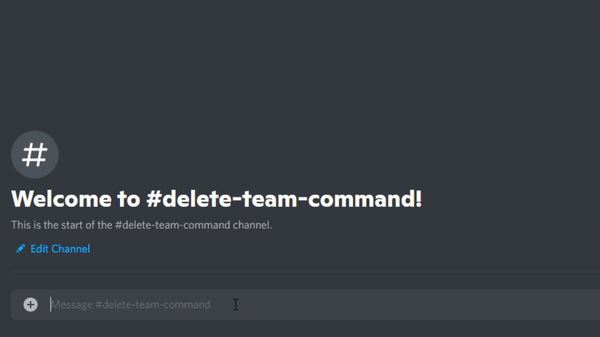 #
Welcome to #delete-team-command!
This is the start of the #delete-team-command channel.
Edit Channel
Message #delete-team-command